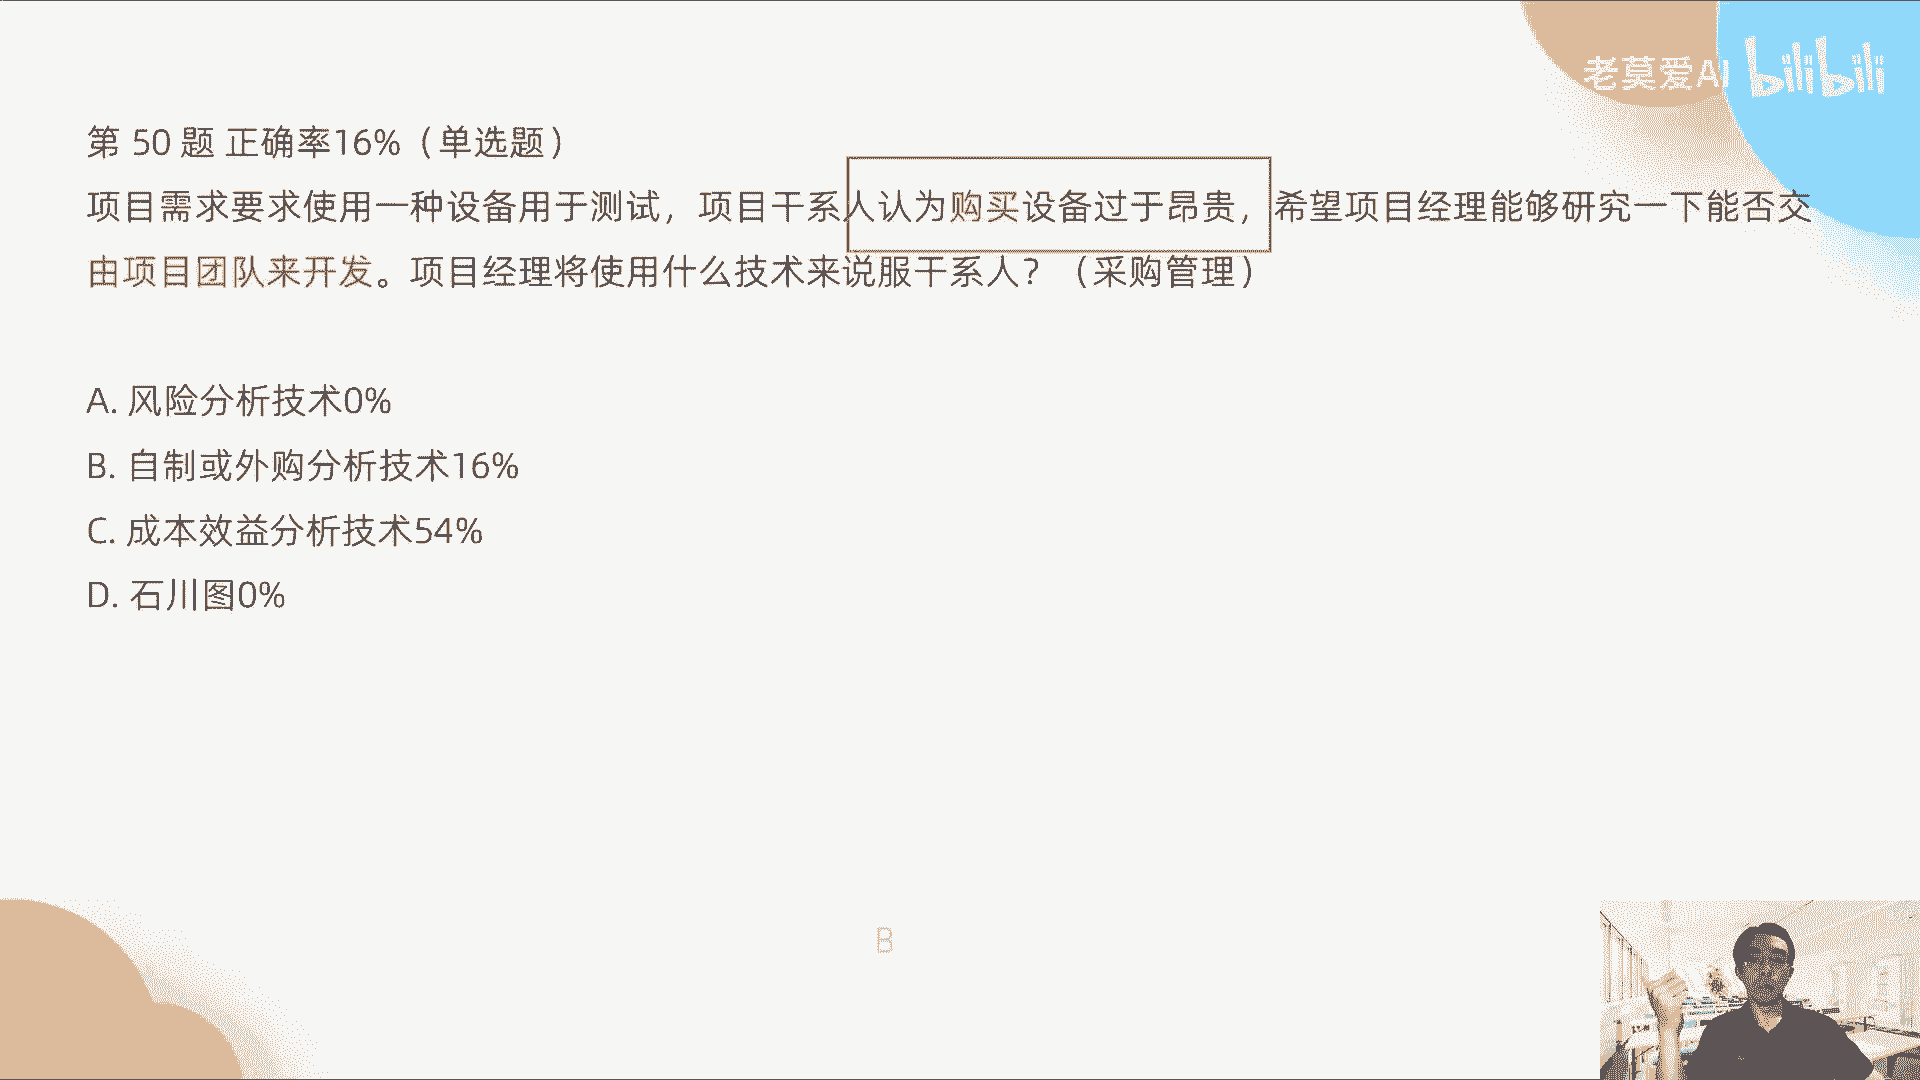 老莫爱AI bilibili
第 50 题 正确率16%（单选题）
项目需求要求使用一种设备用于测试，项目干系人认为购买设备过于昂贵，希望项目经理能够研究一下能否交
由项目团队来开发。项目经理将使用什么技术来说服干系人？（采购管理）
A. 风险分析技术0%
B. 自制或外购分析技术16%
C. 成本效益分析技术54%
D. 石川图0%
B